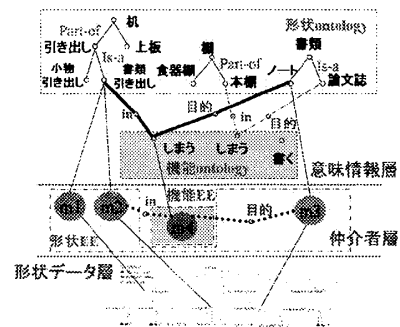 机
形状ontology
Part-of
引き出し
Is-a
上板
棚
書類
小物
引き出し
書類
引き出し
食器棚
Part-of
本棚
ノート
Is-a
論文誌
in
目的
in
目的
しまう
しまう
書く
機能ontology
意味情報層
m1
m2
in
機能EE
m4
目的
m3
形状EE
仲介者層
形状データ層